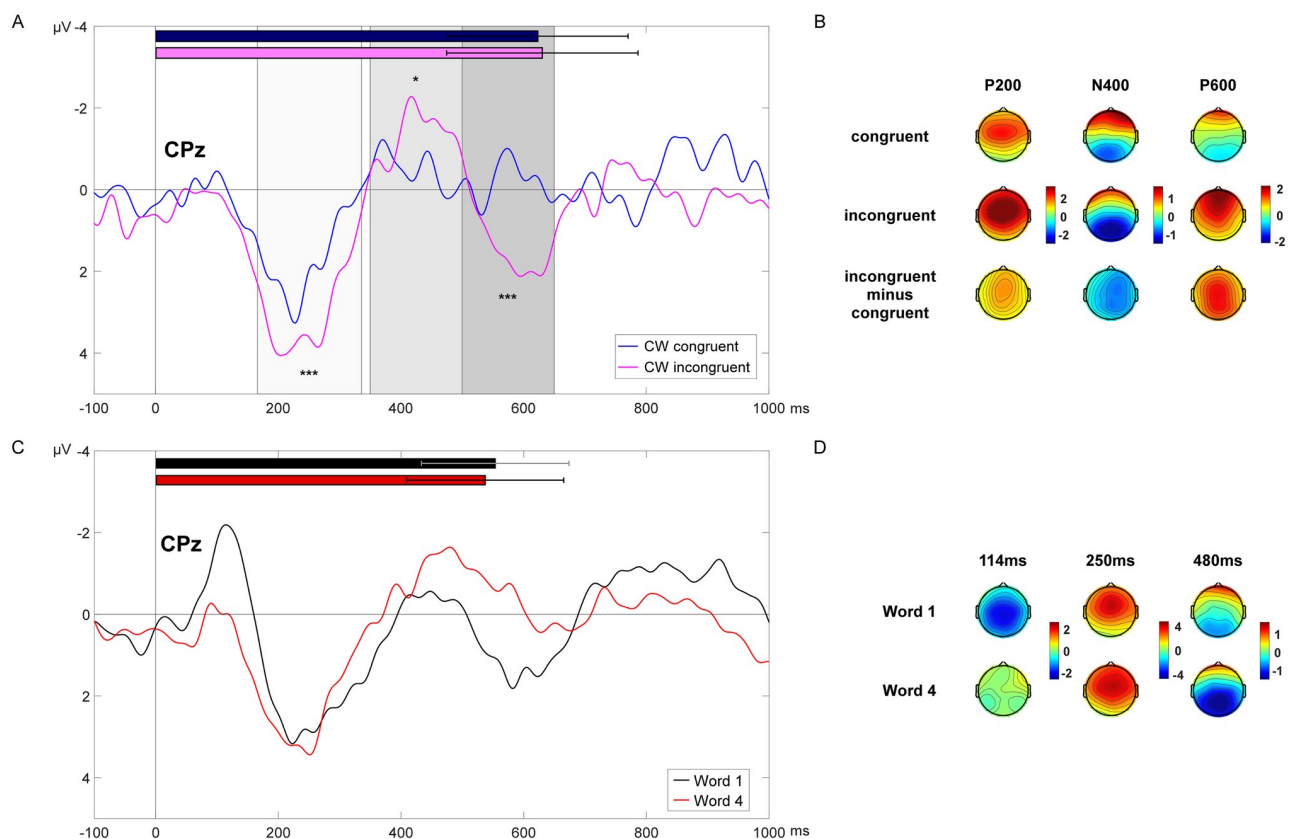 A
µV
-4
-2
0
2
4
CPz
*
***
***
CW congruent
CW incongruent
-100 0 200 400 600 800 1000 ms
B
P200 N400 P600
congruent
incongruent
2 1 2
0 0 0
-2 -1 -2
incongruent
minus
congruent
C
µV
-4
-2
0
2
4
CPz
Word 1
Word 4
-100 0 200 400 600 800 1000 ms
D
114ms 250ms 480ms
Word 1
2 4 1
0 0 0
-2 -4 -1
Word 4